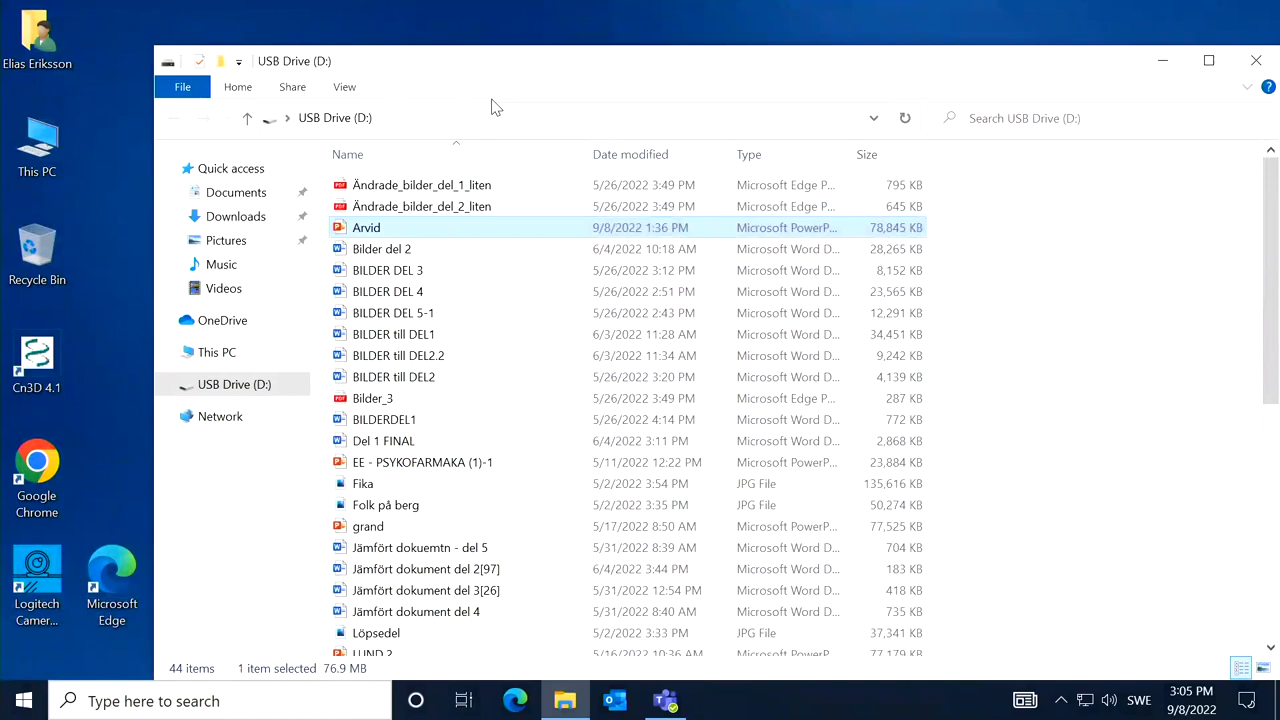 Elias Eriksson
This PC
Recycle Bin
Cn3D 4.1
Google
Chrome
Logitech
Camer...
Microsoft
Edge
USB Drive (D:)
File Home Share View
USB Drive (D:)
Search USB Drive (D:)
Quick access
Documents
Downloads
Pictures
Music
Videos
OneDrive
This PC
USB Drive (D:)
Network
Name Date modified Type Size
Ändrade_bilder_del_1_liten 5/26/2022 3:49 PM Microsoft Edge P... 795 KB
Ändrade_bilder_del_2_liten 5/26/2022 3:49 PM Microsoft Edge P... 645 KB
Arvid 9/8/2022 1:36 PM Microsoft PowerP... 78,845 KB
Bilder del 2 6/4/2022 10:18 AM Microsoft Word D... 28,265 KB
BILDER DEL 3 5/26/2022 3:12 PM Microsoft Word D... 8,152 KB
BILDER DEL 4 5/26/2022 2:51 PM Microsoft Word D... 23,565 KB
BILDER DEL 5-1 5/26/2022 2:43 PM Microsoft Word D... 12,291 KB
BILDER till DEL1 6/3/2022 11:28 AM Microsoft Word D... 34,451 KB
BILDER till DEL2.2 6/3/2022 11:34 AM Microsoft Word D... 9,242 KB
BILDER till DEL2 5/26/2022 3:20 PM Microsoft Word D... 4,139 KB
Bilder_3 5/26/2022 3:49 PM Microsoft Edge P... 287 KB
BILDERDEL1 5/26/2022 4:14 PM Microsoft Word D... 772 KB
Del 1 FINAL 6/4/2022 3:11 PM Microsoft Word D... 2,868 KB
EE - PSYKOFARMAKA (1)-1 5/11/2022 12:22 PM Microsoft PowerP... 23,884 KB
Fika 5/2/2022 3:54 PM JPG File 135,616 KB
Folk på berg 5/2/2022 3:35 PM JPG File 50,274 KB
grand 5/17/2022 8:50 AM Microsoft PowerP... 77,525 KB
Jämfört dokuemtn - del 5 5/31/2022 8:39 AM Microsoft Word D... 704 KB
Jämfört dokument del 2[97] 6/4/2022 3:44 PM Microsoft Word D... 183 KB
Jämfört dokument del 3[26] 5/31/2022 12:54 PM Microsoft Word D... 418 KB
Jämfört dokument del 4 5/31/2022 8:40 AM Microsoft Word D... 735 KB
Löpsedel 5/2/2022 3:33 PM JPG File 37,341 KB
LUND 2 5/16/2022 10:36 AM Microsoft PowerP... 77,179 KB
44 items 1 item selected 76.9 MB
Type here to search
SWE
3:05 PM
9/8/2022